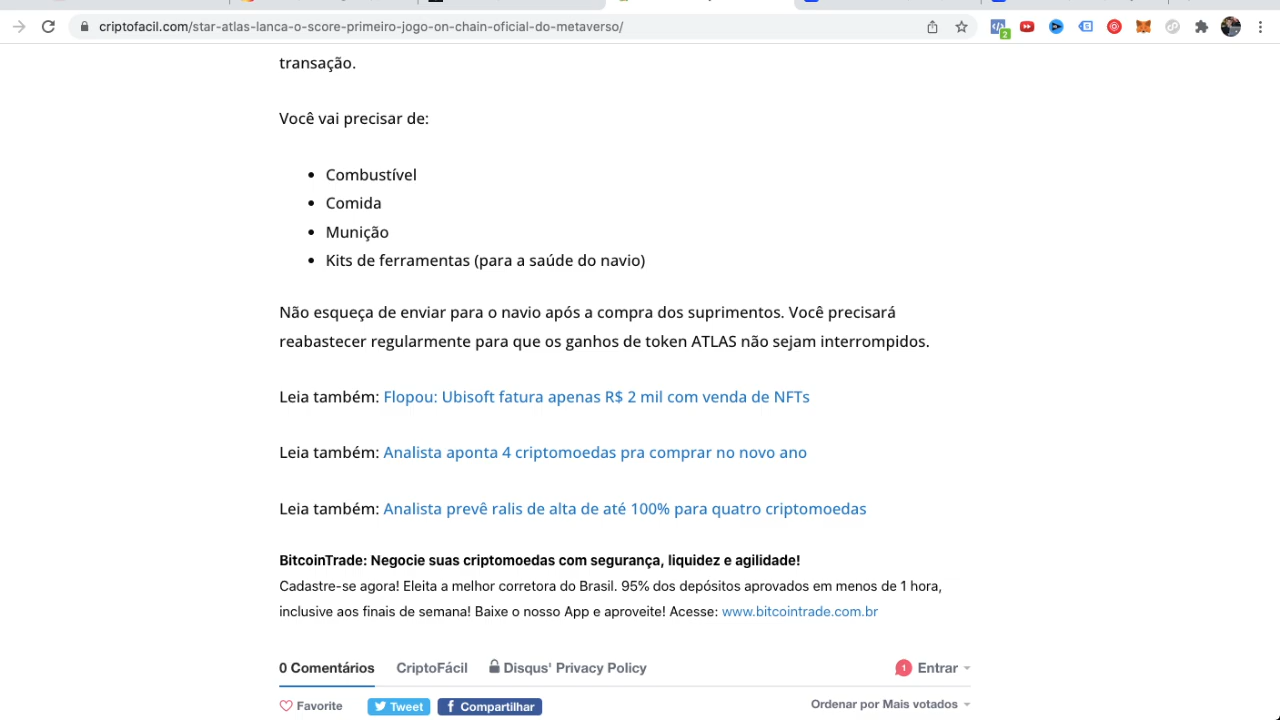 criptofacil.com/star-atlas-lanca-o-score-primeiro-jogo-on-chain-oficial-do-metaverso/
2
transação.
Você vai precisar de:
• Combustível
• Comida
• Munição
• Kits de ferramentas (para a saúde do navio)
Não esqueça de enviar para o navio após a compra dos suprimentos. Você precisará
reabastecer regularmente para que os ganhos de token ATLAS não sejam interrompidos.
Leia também: Flopou: Ubisoft fatura apenas R$ 2 mil com venda de NFTs
Leia também: Analista aponta 4 criptomoedas pra comprar no novo ano
Leia também: Analista prevê ralis de alta de até 100% para quatro criptomoedas
BitcoinTrade: Negocie suas criptomoedas com segurança, liquidez e agilidade!
Cadastre-se agora! Eleita a melhor corretora do Brasil. 95% dos depósitos aprovados em menos de 1 hora,
inclusive aos finais de semana! Baixe o nosso App e aproveite! Acesse: www.bitcointrade.com.br
0 Comentários CriptoFácil Disqus' Privacy Policy 1 Entrar
Favorite Tweet f Compartilhar Ordenar por Mais votados